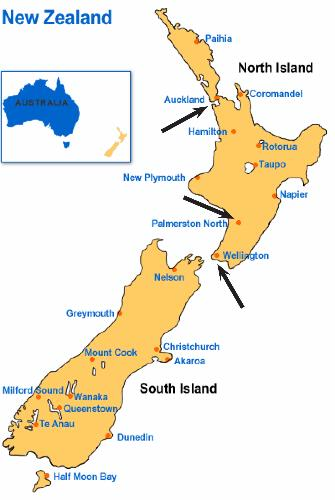 New Zealand
Paihia
North Island
AUSTRALIA
Auckland
Coromandel
Hamilton
Rotorua
Taupo
New Plymouth
Napier
Palmerston North
Wellington
Nelson
Greymouth
Christchurch
Mount Cook
Akaroa
South Island
Milford Sound
Wanaka
Queenstown
Te Anau
Dunedin
Half Moon Bay